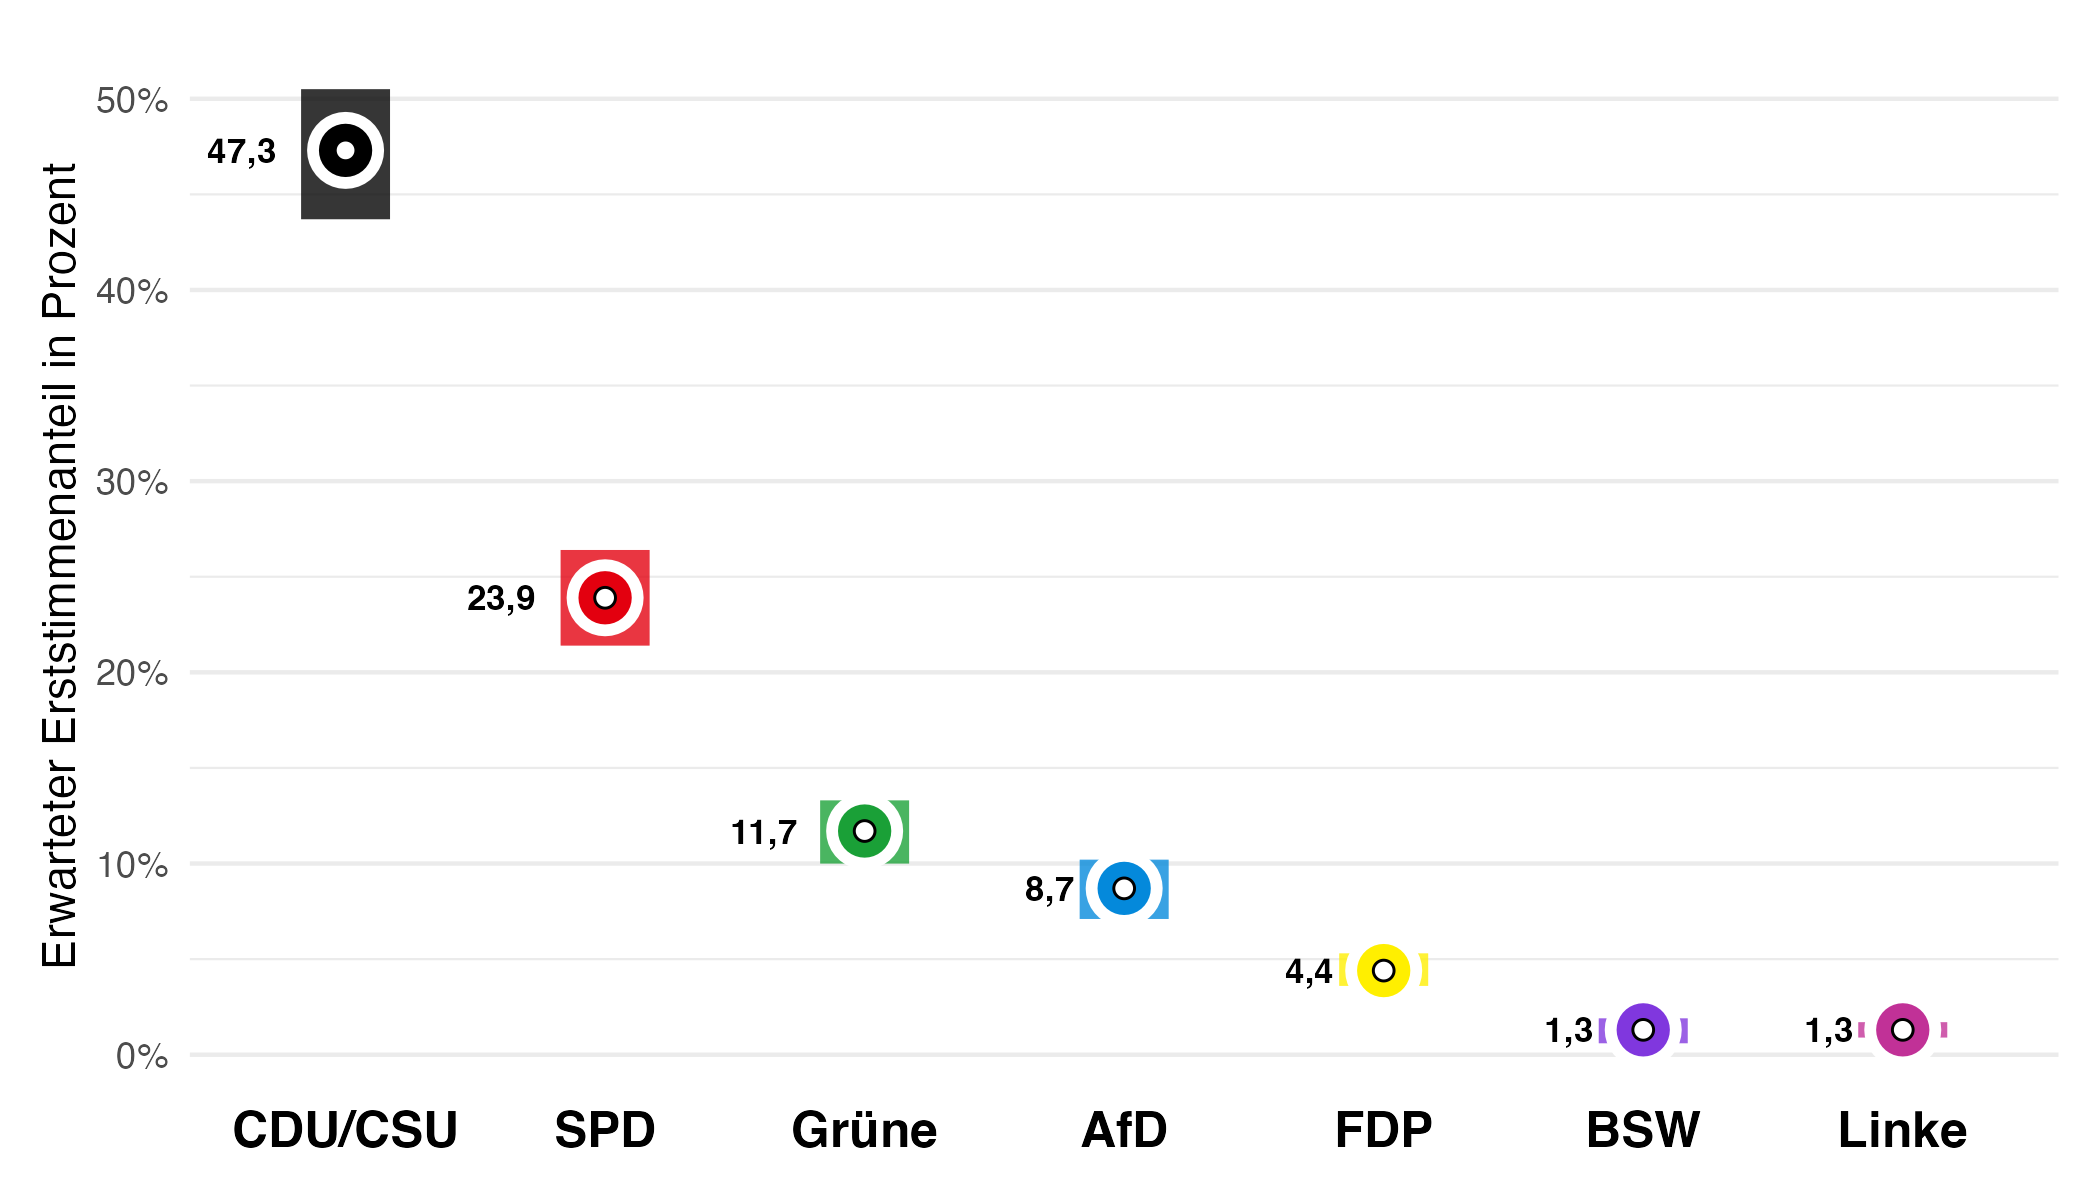 Erwarteter Erststimmenanteil in Prozent
50%
40%
30%
20%
10%
0%
47,3
23,9
11,7
8,7
4,4
1,3
1,3
CDU/CSU
SPD
Grüne
AfD
FDP
BSW
Linke